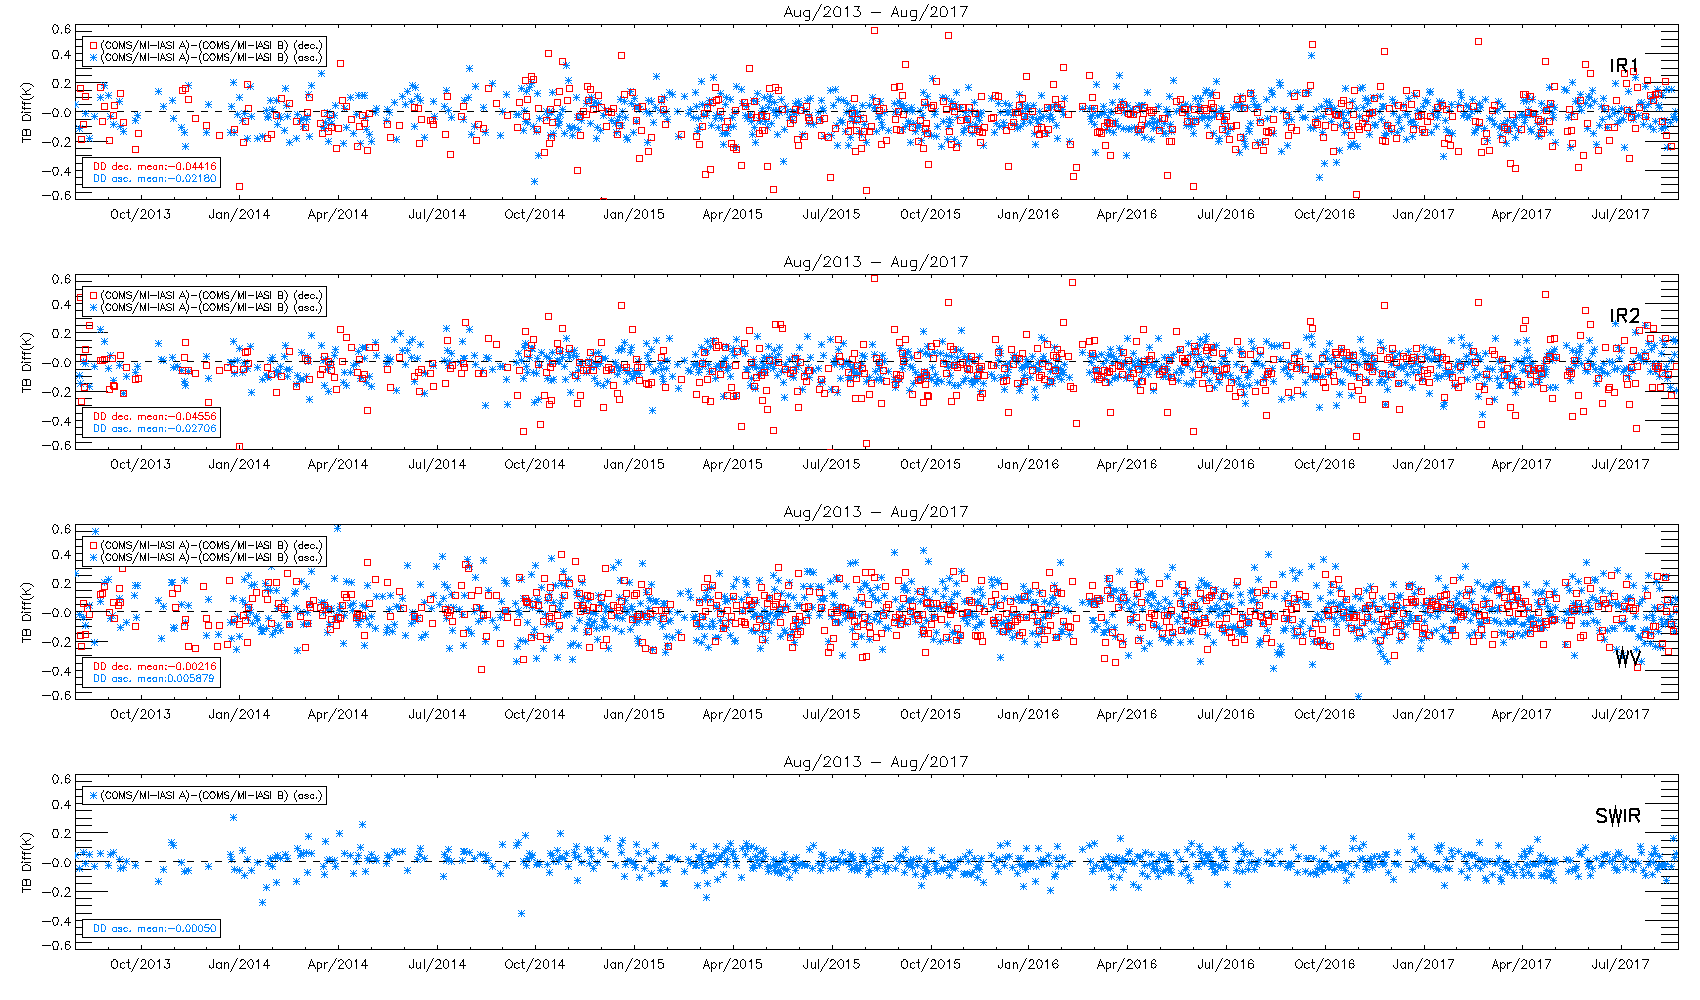 Aug/2013 - Aug/2017
0.6
□ (COMS/MI-IASI A)-(COMS/MI-IASI B) (dec.)
0.4
✳ (COMS/MI-IASI A)-(COMS/MI-IASI B) (asc.)
IR1
0.2
TB Diff(K)
-0.0
-0.2
DD dec. mean:-0.04416
-0.4
DD asc. mean:-0.02180
-0.6
Oct/2013 Jan/2014 Apr/2014 Jul/2014 Oct/2014 Jan/2015 Apr/2015 Jul/2015 Oct/2015 Jan/2016 Apr/2016 Jul/2016 Oct/2016 Jan/2017 Apr/2017 Jul/2017
Aug/2013 - Aug/2017
0.6
□ (COMS/MI-IASI A)-(COMS/MI-IASI B) (dec.)
0.4
✳ (COMS/MI-IASI A)-(COMS/MI-IASI B) (asc.)
IR2
0.2
TB Diff(K)
-0.0
-0.2
DD dec. mean:-0.04556
-0.4
DD asc. mean:-0.02706
-0.6
Oct/2013 Jan/2014 Apr/2014 Jul/2014 Oct/2014 Jan/2015 Apr/2015 Jul/2015 Oct/2015 Jan/2016 Apr/2016 Jul/2016 Oct/2016 Jan/2017 Apr/2017 Jul/2017
Aug/2013 - Aug/2017
0.6
□ (COMS/MI-IASI A)-(COMS/MI-IASI B) (dec.)
0.4
✳ (COMS/MI-IASI A)-(COMS/MI-IASI B) (asc.)
0.2
TB Diff(K)
-0.0
-0.2
WV
DD dec. mean:-0.00216
-0.4
DD asc. mean:0.005879
-0.6
Oct/2013 Jan/2014 Apr/2014 Jul/2014 Oct/2014 Jan/2015 Apr/2015 Jul/2015 Oct/2015 Jan/2016 Apr/2016 Jul/2016 Oct/2016 Jan/2017 Apr/2017 Jul/2017
Aug/2013 - Aug/2017
0.6
✳ (COMS/MI-IASI A)-(COMS/MI-IASI B) (asc.)
0.4
SWIR
0.2
TB Diff(K)
-0.0
-0.2
-0.4
DD asc. mean:-0.00050
-0.6
Oct/2013 Jan/2014 Apr/2014 Jul/2014 Oct/2014 Jan/2015 Apr/2015 Jul/2015 Oct/2015 Jan/2016 Apr/2016 Jul/2016 Oct/2016 Jan/2017 Apr/2017 Jul/2017